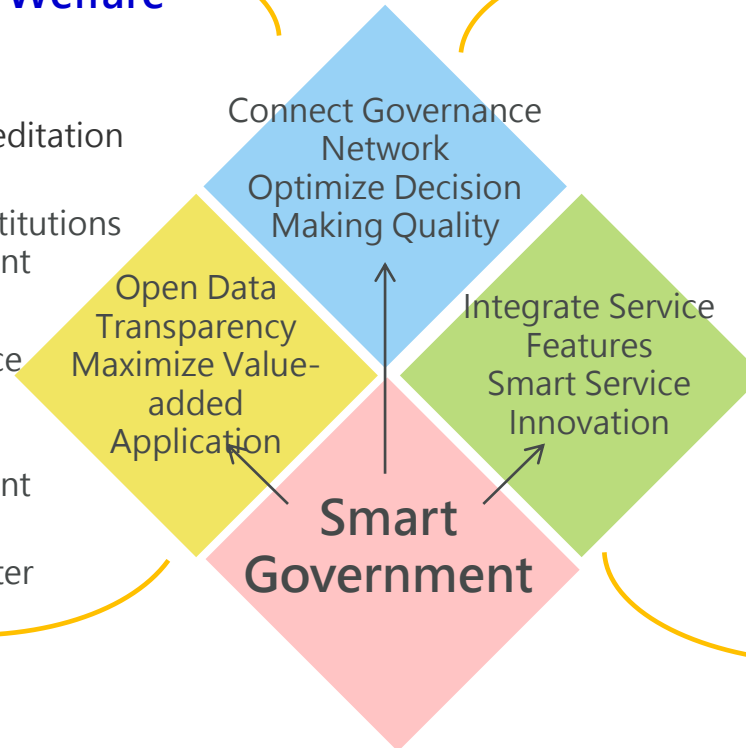 Welfare
editation
titutions
nt
ce
nt
ter
Connect Governance
Network
Optimize Decision
Making Quality
Open Data
Transparency
Maximize Value-
added
Application
Integrate Service
Features
Smart Service
Innovation
Smart
Government